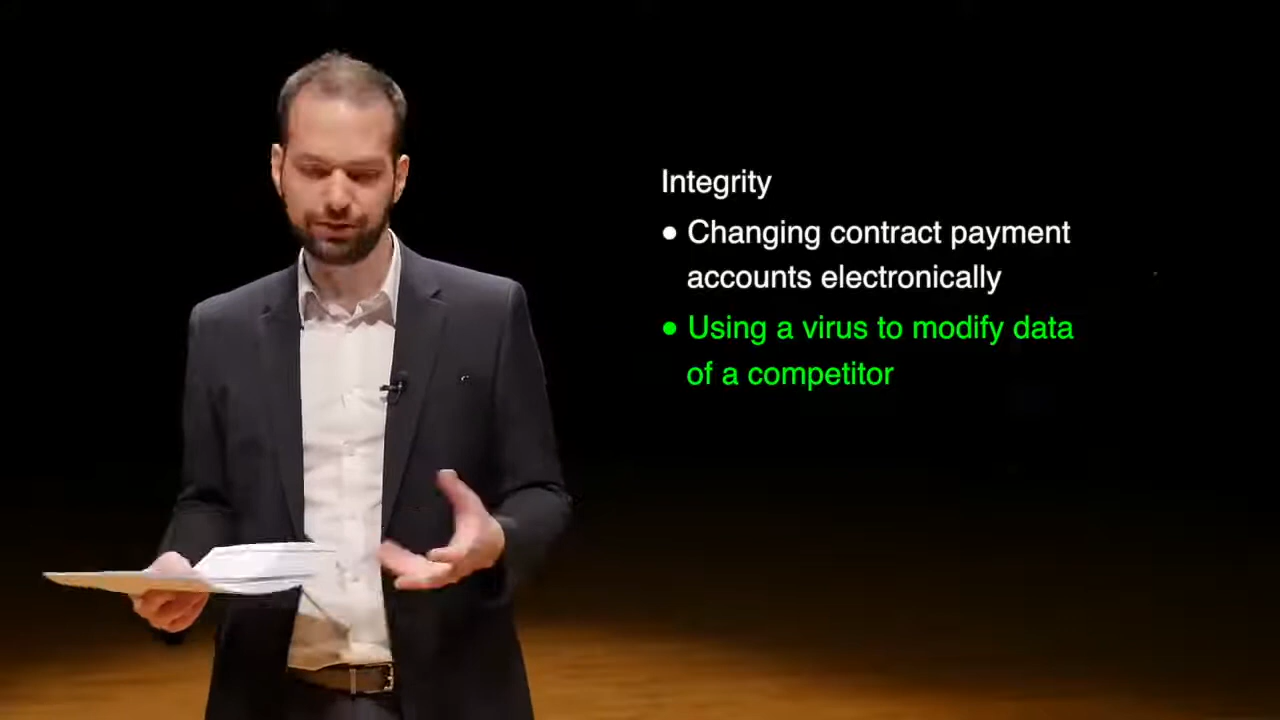 Integrity
● Changing contract payment
accounts electronically
● Using a virus to modify data
of a competitor